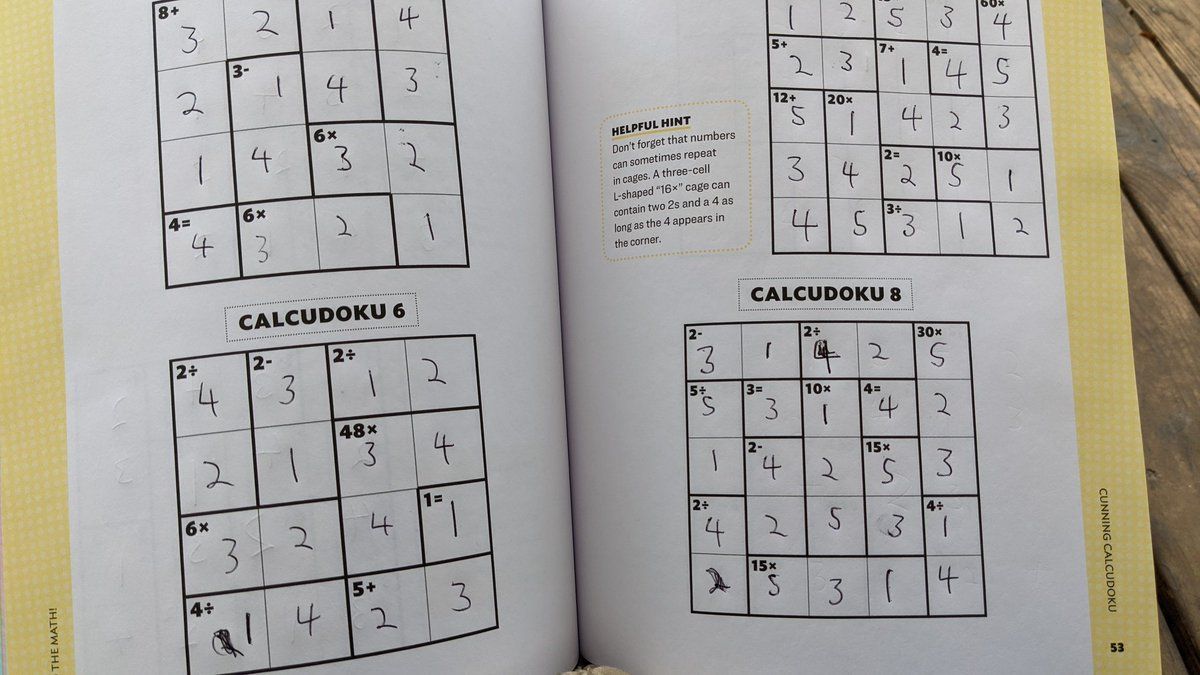 8+
3 2 1 4
3-
2 1 4 3
6×
1 4 3 2
4= 6×
4 3 2 1
CALCUDOKU 6
2÷ 2- 2÷
4 3 1 2
48×
2 1 3 4
6× 1=
3 2 4 1
4÷ 5+
1 4 2 3
THE MATH!
60×
1 2 5 3 4
5+ 7+ 4=
2 3 1 4 5
12+ 20×
5 1 4 2 3
2= 10×
3 4 2 5 1
3÷
4 5 3 1 2
HELPFUL HINT
Don't forget that numbers
can sometimes repeat
in cages. A three-cell
L-shaped "16×" cage can
contain two 2s and a 4 as
long as the 4 appears in
the corner.
CALCUDOKU 8
2- 2÷ 30×
3 1 4 2 5
5÷ 3= 10× 4=
5 3 1 4 2
2- 15×
1 4 2 5 3
2÷ 4÷
4 2 5 3 1
15×
2 5 3 1 4
CUNNING CALCUDOKU
53